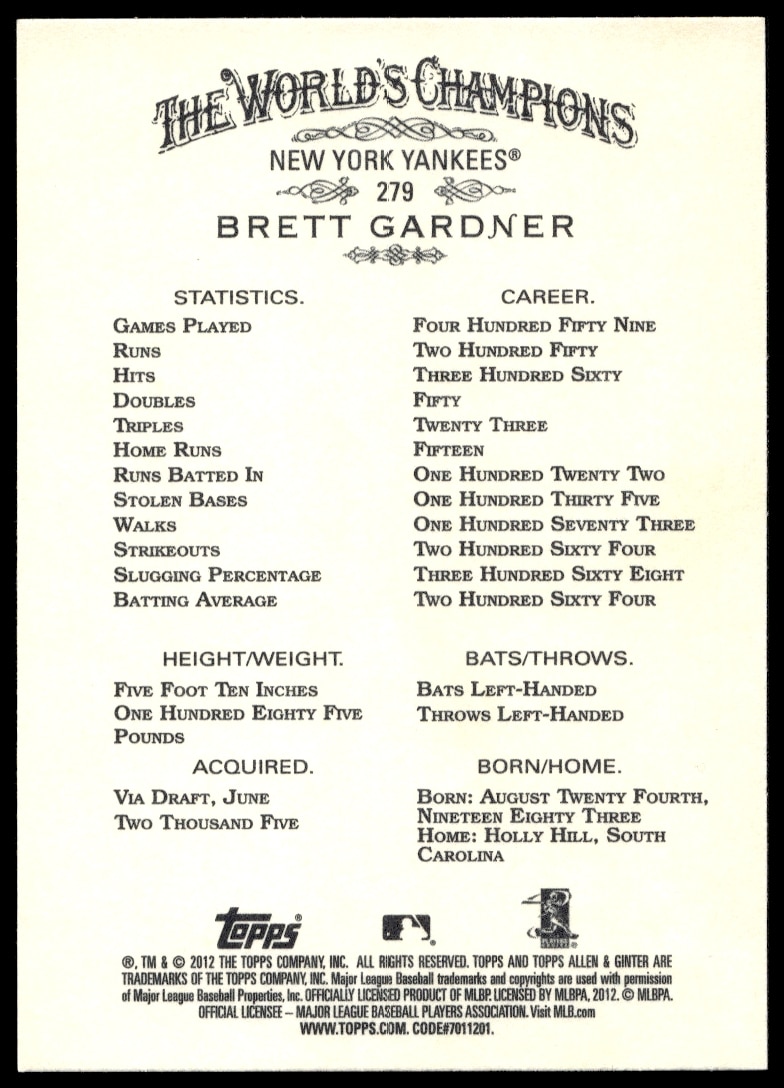 THE WORLD'S CHAMPIONS
NEW YORK YANKEES®
279
BRETT GARDNER
STATISTICS. CAREER.
GAMES PLAYED FOUR HUNDRED FIFTY NINE
RUNS TWO HUNDRED FIFTY
HITS THREE HUNDRED SIXTY
DOUBLES FIFTY
TRIPLES TWENTY THREE
HOME RUNS FIFTEEN
RUNS BATTED IN ONE HUNDRED TWENTY TWO
STOLEN BASES ONE HUNDRED THIRTY FIVE
WALKS ONE HUNDRED SEVENTY THREE
STRIKEOUTS TWO HUNDRED SIXTY FOUR
SLUGGING PERCENTAGE THREE HUNDRED SIXTY EIGHT
BATTING AVERAGE TWO HUNDRED SIXTY FOUR
HEIGHT/WEIGHT.
FIVE FOOT TEN INCHES
ONE HUNDRED EIGHTY FIVE
POUNDS
BATS/THROWS.
BATS LEFT-HANDED
THROWS LEFT-HANDED
ACQUIRED.
VIA DRAFT, JUNE
TWO THOUSAND FIVE
BORN/HOME.
BORN: AUGUST TWENTY FOURTH,
NINETEEN EIGHTY THREE
HOME: HOLLY HILL, SOUTH
CAROLINA
Topps®
®, TM & © 2012 THE TOPPS COMPANY, INC. ALL RIGHTS RESERVED. TOPPS AND TOPPS ALLEN & GINTER ARE
TRADEMARKS OF THE TOPPS COMPANY, INC. Major League Baseball trademarks and copyrights are used with permission
of Major League Baseball Properties, Inc. OFFICIALLY LICENSED PRODUCT OF MLBP. LICENSED BY MLBPA, 2012. © MLBPA.
OFFICIAL LICENSEE – MAJOR LEAGUE BASEBALL PLAYERS ASSOCIATION. Visit MLB.com
WWW.TOPPS.COM. CODE#7011201.